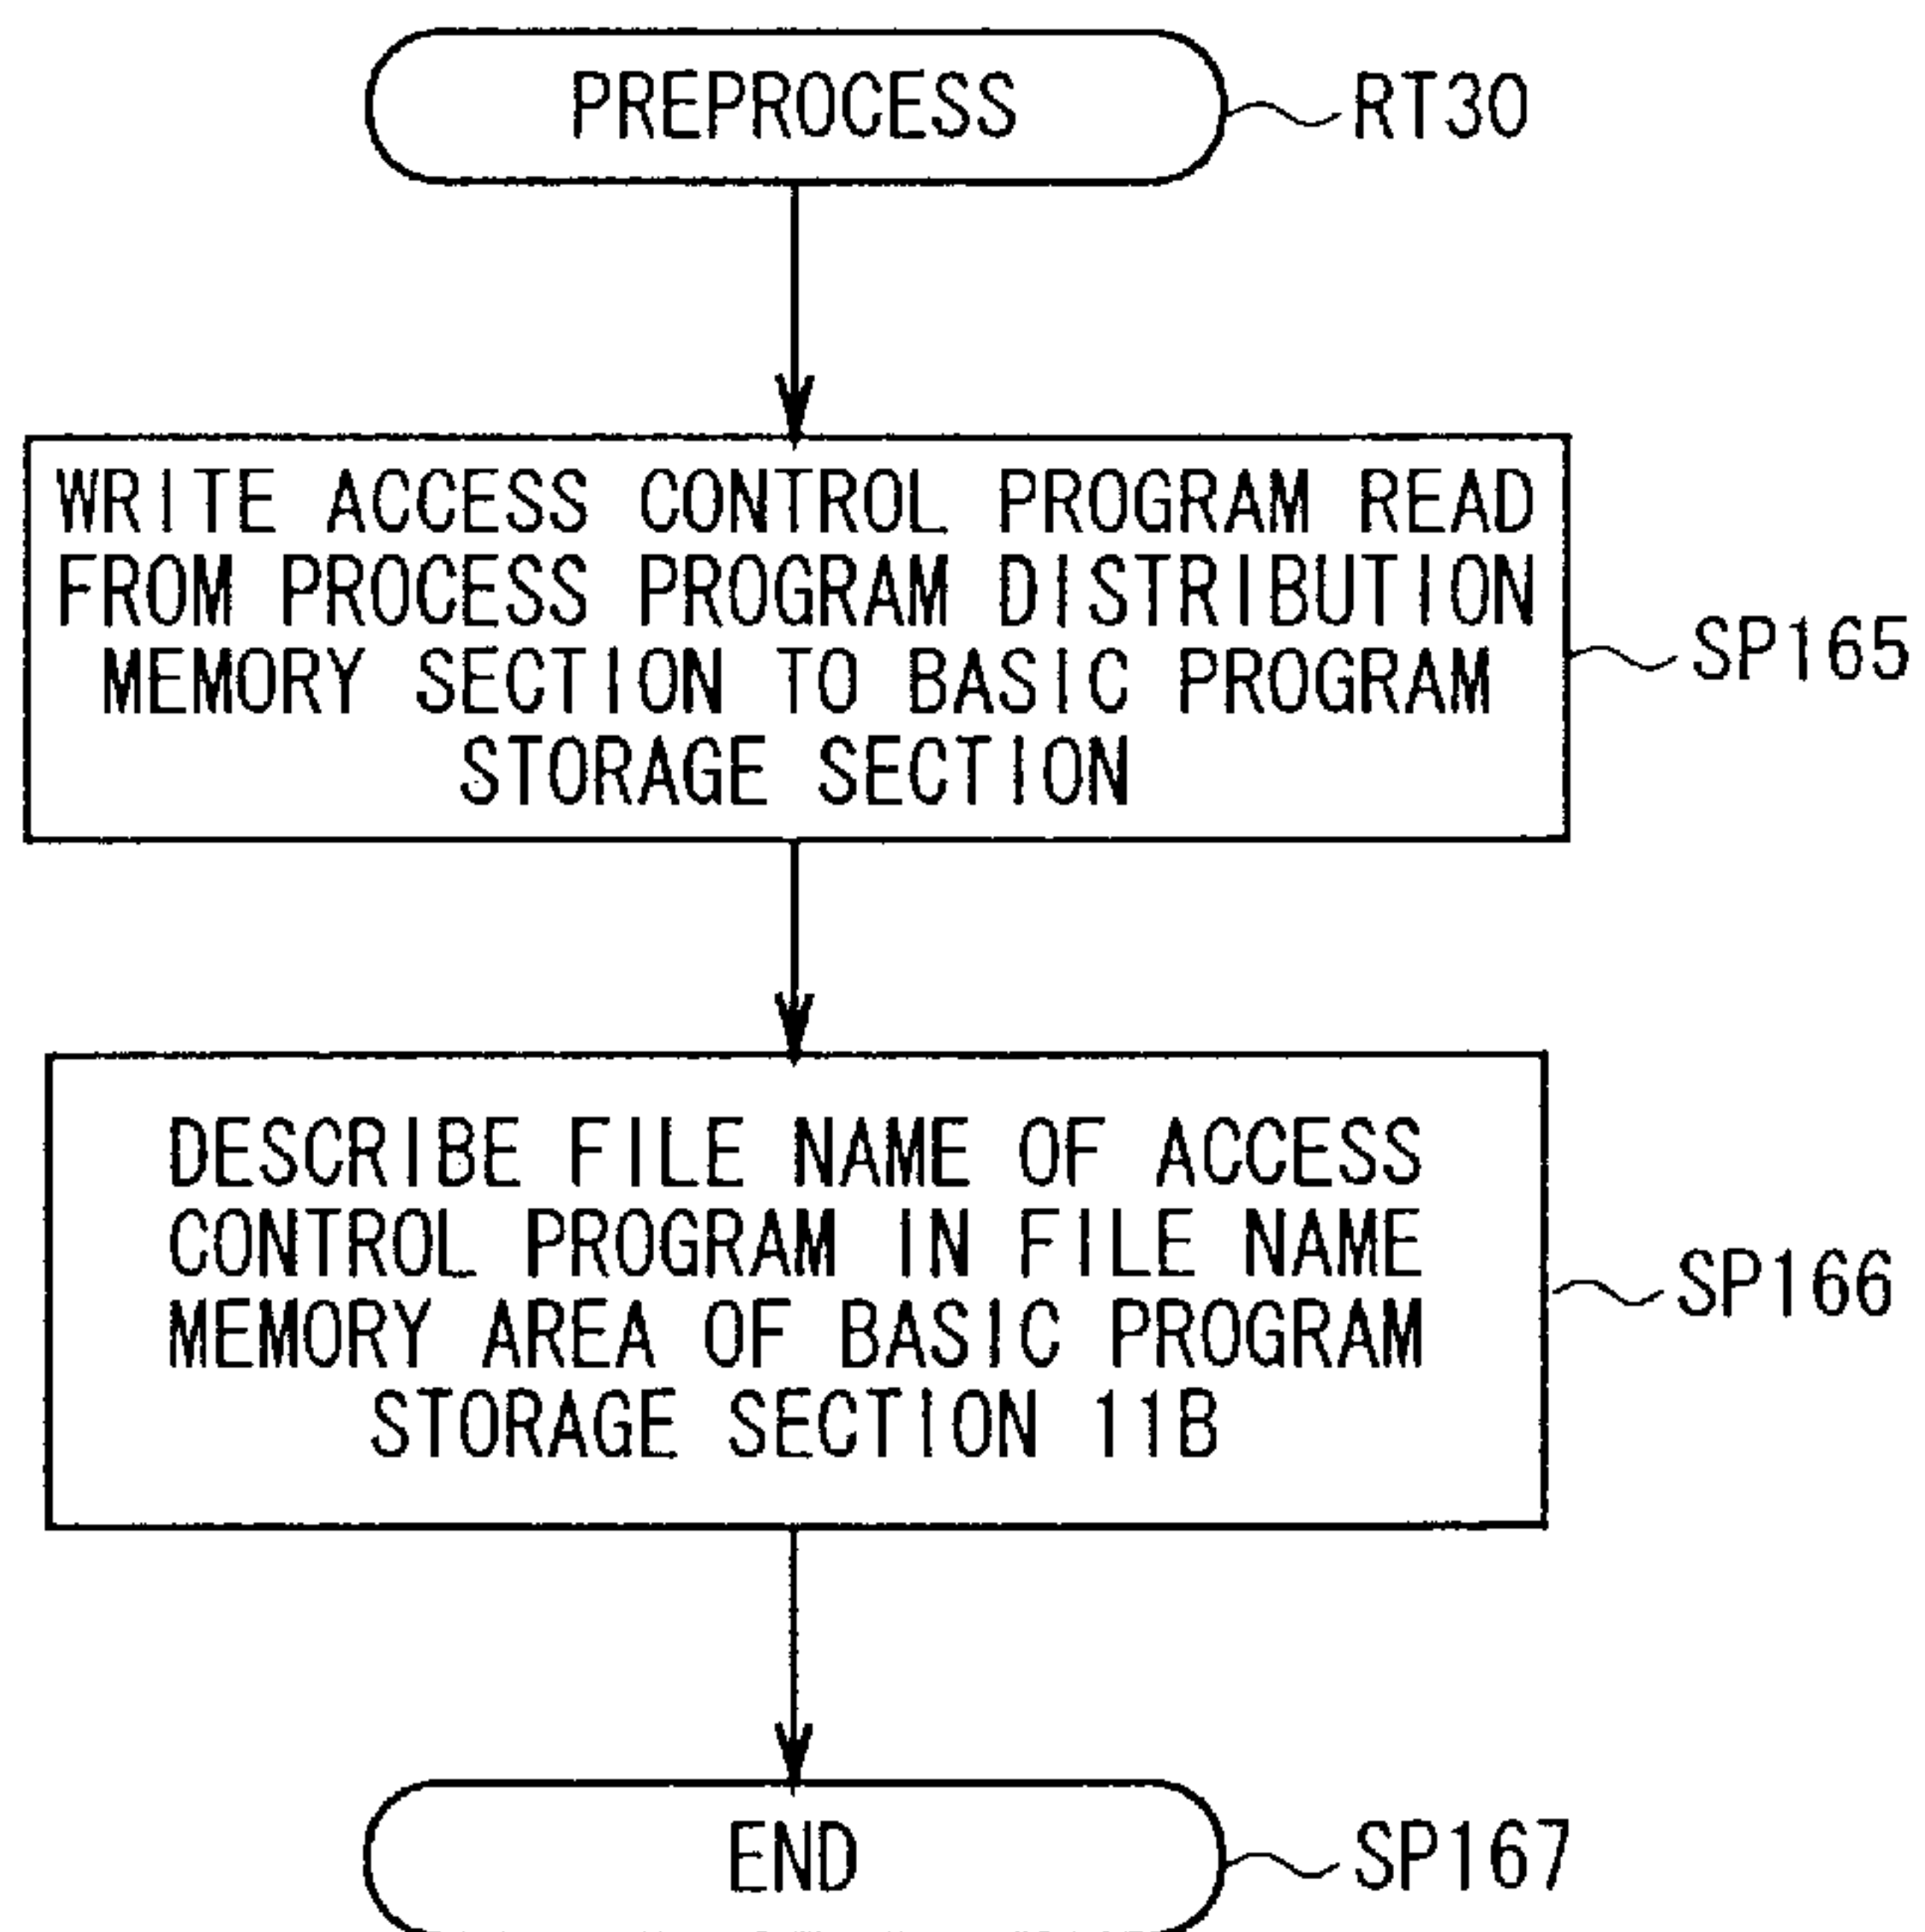 PREPROCESS
RT30
WRITE ACCESS CONTROL PROGRAM READ
FROM PROCESS PROGRAM DISTRIBUTION
MEMORY SECTION TO BASIC PROGRAM
STORAGE SECTION
SP165
DESCRIBE FILE NAME OF ACCESS
CONTROL PROGRAM IN FILE NAME
MEMORY AREA OF BASIC PROGRAM
STORAGE SECTION 11B
SP166
END
SP167